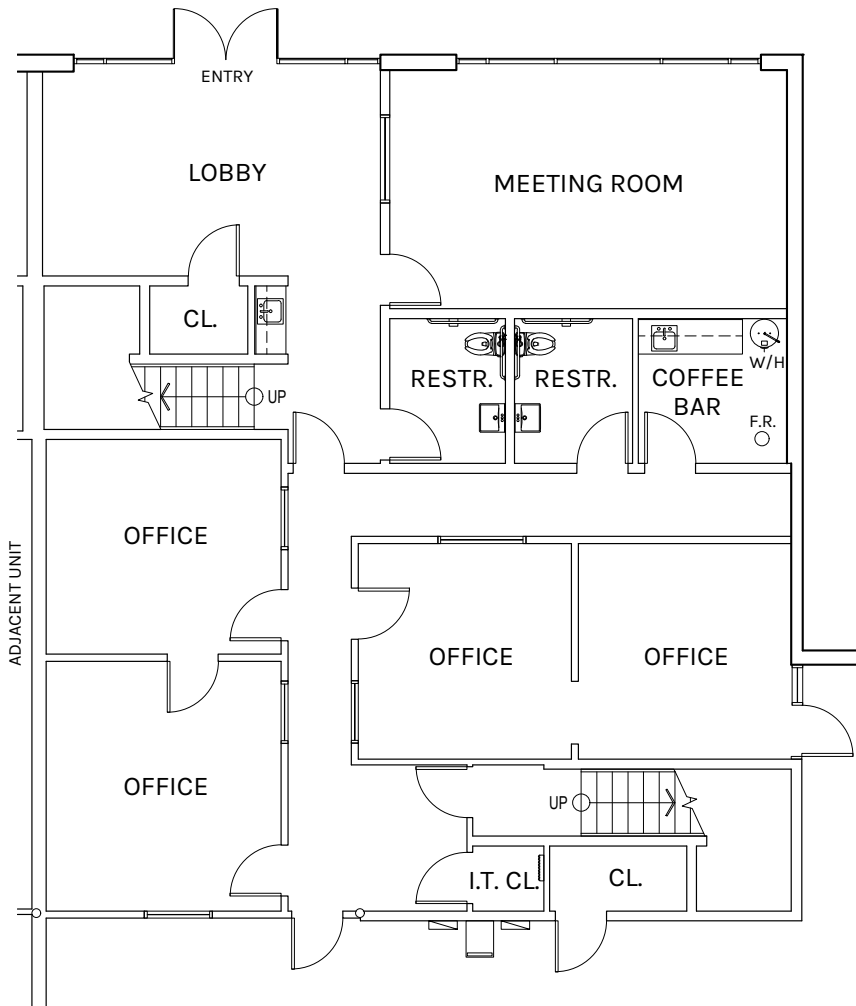 ENTRY
LOBBY
MEETING ROOM
CL.
RESTR.
RESTR.
COFFEE
BAR
W/H
F.R.
UP
OFFICE
ADJACENT UNIT
OFFICE
OFFICE
OFFICE
UP
I.T. CL.
CL.